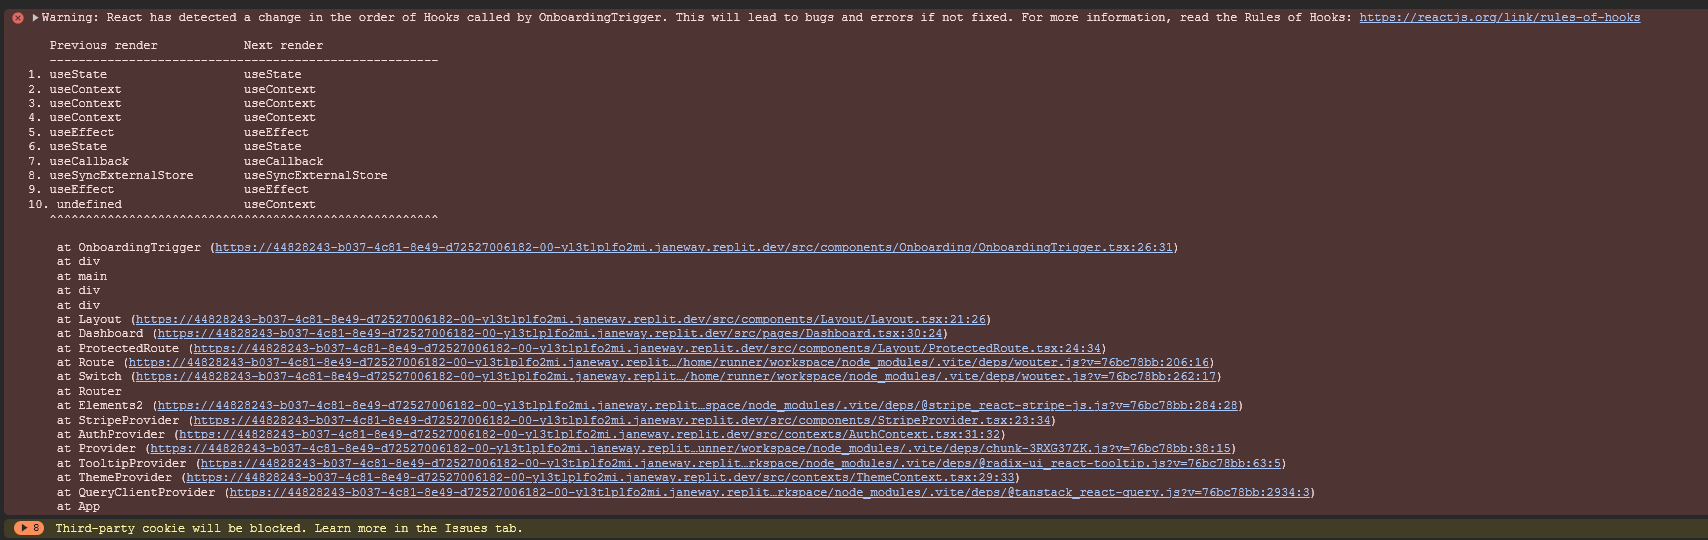 Warning: React has detected a change in the order of Hooks called by OnboardingTrigger. This will lead to bugs and errors if not fixed. For more information, read the Rules of Hooks: https://reactjs.org/link/rules-of-hooks
Previous render            Next render
------------------------------------------------------
1. useState                   useState
2. useContext                 useContext
3. useContext                 useContext
4. useContext                 useContext
5. useEffect                  useEffect
6. useState                   useState
7. useCallback                useCallback
8. useSyncExternalStore       useSyncExternalStore
9. useEffect                  useEffect
10. undefined                 useContext
^^^^^^^^^^^^^^^^^^^^^^^^^^^^^^^^^^^^^^^^^^^^^^^^^^^^^^
at OnboardingTrigger (https://44828243-b037-4c81-8e49-d72527006182-00-yl3tlplfo2mi.janeway.replit.dev/src/components/Onboarding/OnboardingTrigger.tsx:26:31)
at div
at main
at div
at div
at Layout (https://44828243-b037-4c81-8e49-d72527006182-00-yl3tlplfo2mi.janeway.replit.dev/src/components/Layout/Layout.tsx:21:26)
at Dashboard (https://44828243-b037-4c81-8e49-d72527006182-00-yl3tlplfo2mi.janeway.replit.dev/src/pages/Dashboard.tsx:30:24)
at ProtectedRoute (https://44828243-b037-4c81-8e49-d72527006182-00-yl3tlplfo2mi.janeway.replit.dev/src/components/Layout/ProtectedRoute.tsx:24:34)
at Route (https://44828243-b037-4c81-8e49-d72527006182-00-yl3tlplfo2mi.janeway.replit…/home/runner/workspace/node_modules/.vite/deps/wouter.js?v=76bc78bb:206:16)
at Switch (https://44828243-b037-4c81-8e49-d72527006182-00-yl3tlplfo2mi.janeway.replit…/home/runner/workspace/node_modules/.vite/deps/wouter.js?v=76bc78bb:262:17)
at Router
at Elements2 (https://44828243-b037-4c81-8e49-d72527006182-00-yl3tlplfo2mi.janeway.replit…space/node_modules/.vite/deps/@stripe_react-stripe-js.js?v=76bc78bb:284:28)
at StripeProvider (https://44828243-b037-4c81-8e49-d72527006182-00-yl3tlplfo2mi.janeway.replit.dev/src/components/StripeProvider.tsx:23:34)
at AuthProvider (https://44828243-b037-4c81-8e49-d72527006182-00-yl3tlplfo2mi.janeway.replit.dev/src/contexts/AuthContext.tsx:31:32)
at Provider (https://44828243-b037-4c81-8e49-d72527006182-00-yl3tlplfo2mi.janeway.replit…unner/workspace/node_modules/.vite/deps/chunk-3RXG37ZK.js?v=76bc78bb:38:15)
at TooltipProvider (https://44828243-b037-4c81-8e49-d72527006182-00-yl3tlplfo2mi.janeway.replit…rkspace/node_modules/.vite/deps/@radix-ui_react-tooltip.js?v=76bc78bb:63:5)
at ThemeProvider (https://44828243-b037-4c81-8e49-d72527006182-00-yl3tlplfo2mi.janeway.replit.dev/src/contexts/ThemeContext.tsx:29:33)
at QueryClientProvider (https://44828243-b037-4c81-8e49-d72527006182-00-yl3tlplfo2mi.janeway.replit…rkspace/node_modules/.vite/deps/@tanstack_react-query.js?v=76bc78bb:2934:3)
at App
8 Third-party cookie will be blocked. Learn more in the Issues tab.